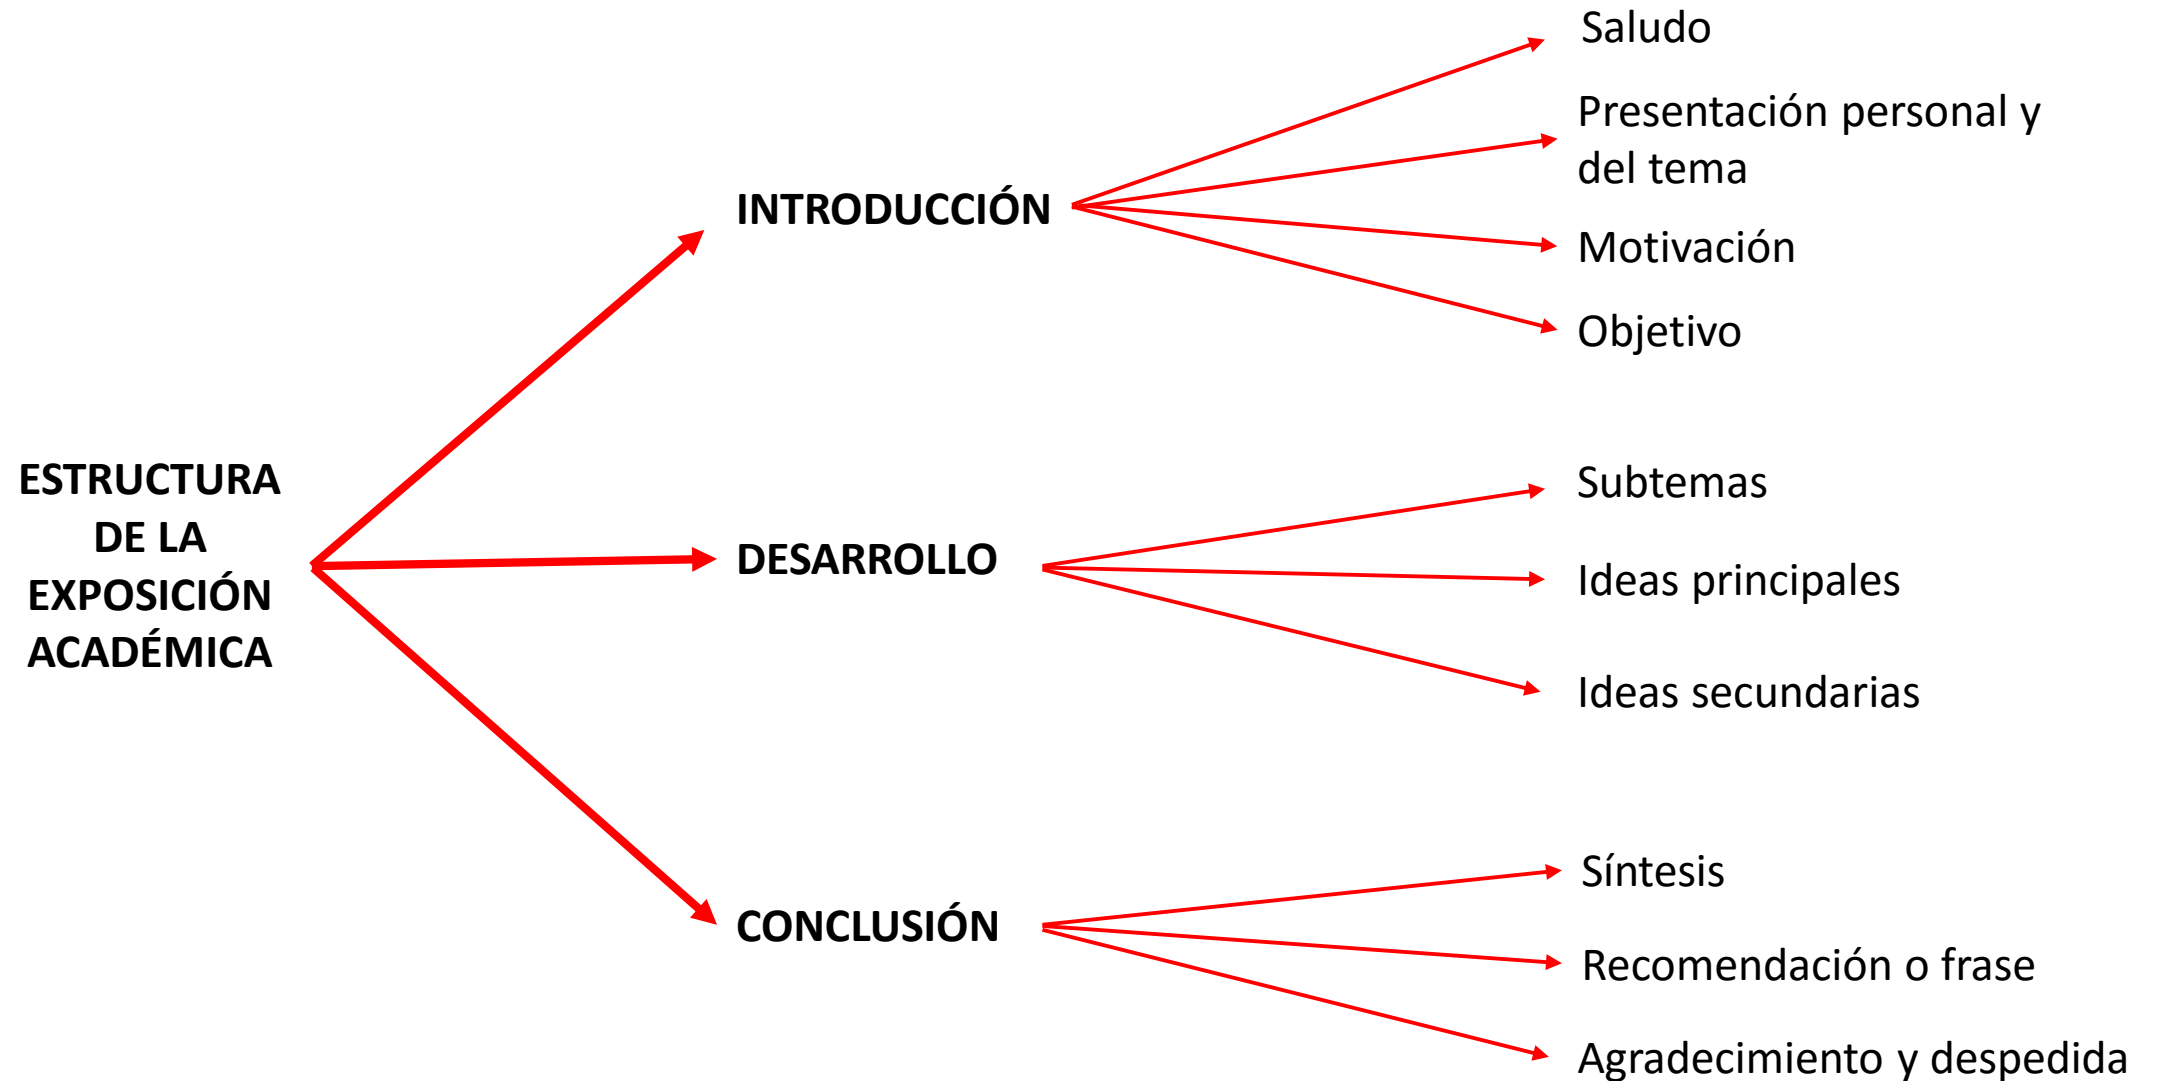 ESTRUCTURA
DE LA
EXPOSICIÓN
ACADÉMICA
INTRODUCCIÓN
Saludo
Presentación personal y
del tema
Motivación
Objetivo
DESARROLLO
Subtemas
Ideas principales
Ideas secundarias
CONCLUSIÓN
Síntesis
Recomendación o frase
Agradecimiento y despedida